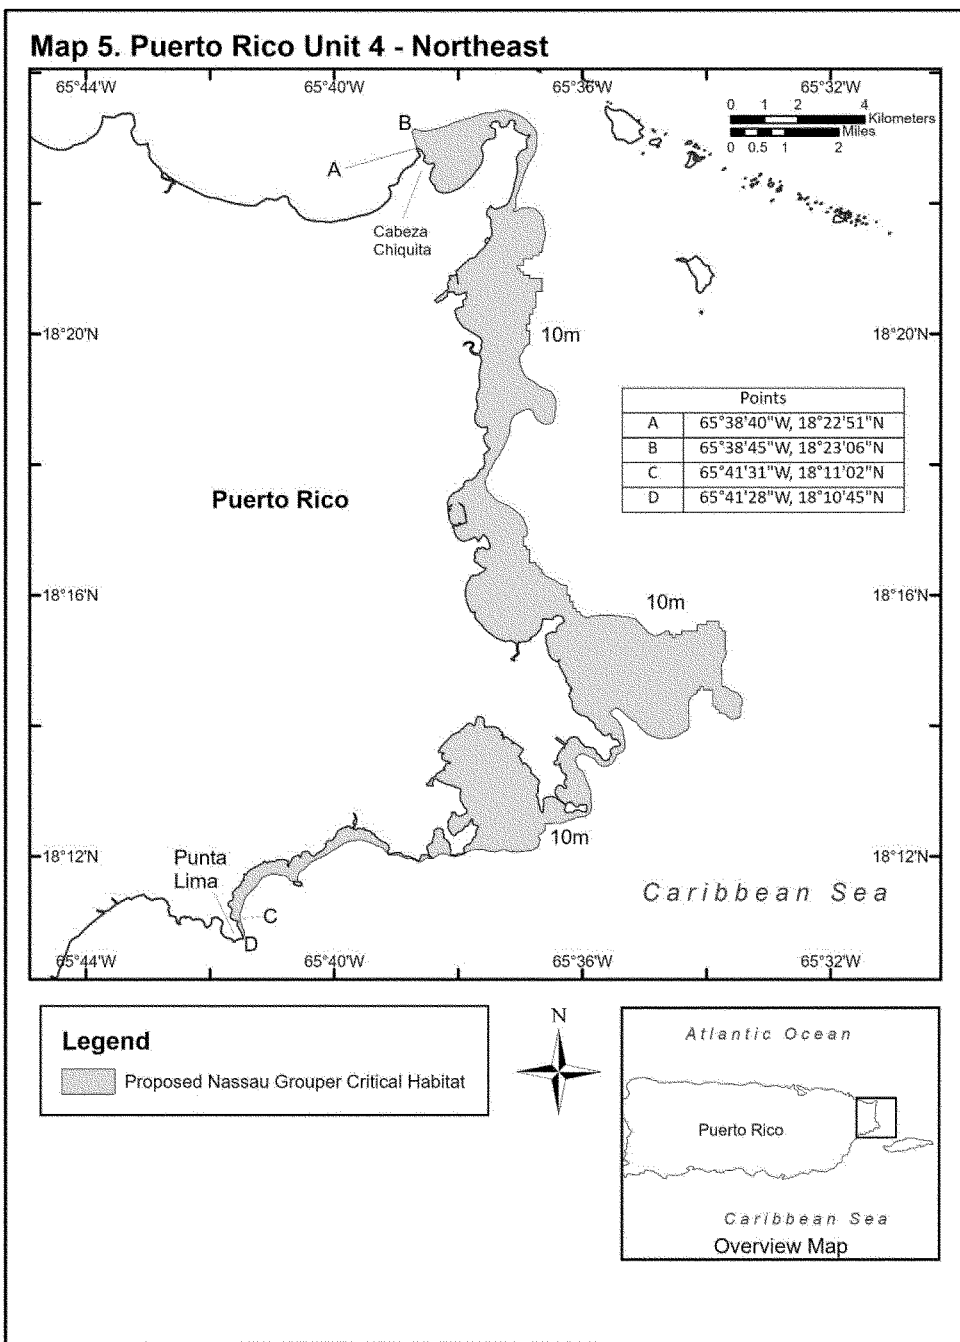 Map 5. Puerto Rico Unit 4 - Northeast
65°44'W 65°40'W 65°36'W 65°32'W
0 1 2 4
Kilometers
Miles
0 0.5 1 2
B
A
Cabeza
Chiquita
18°20'N 18°20'N
10m
Points
A 65°38'40"W, 18°22'51"N
B 65°38'45"W, 18°23'06"N
C 65°41'31"W, 18°11'02"N
D 65°41'28"W, 18°10'45"N
Puerto Rico
18°16'N 18°16'N
10m
10m
18°12'N 18°12'N
Punta
Lima
Caribbean Sea
C
D
65°44'W 65°40'W 65°36'W 65°32'W
Legend
Proposed Nassau Grouper Critical Habitat
N
Atlantic Ocean
Puerto Rico
Caribbean Sea
Overview Map